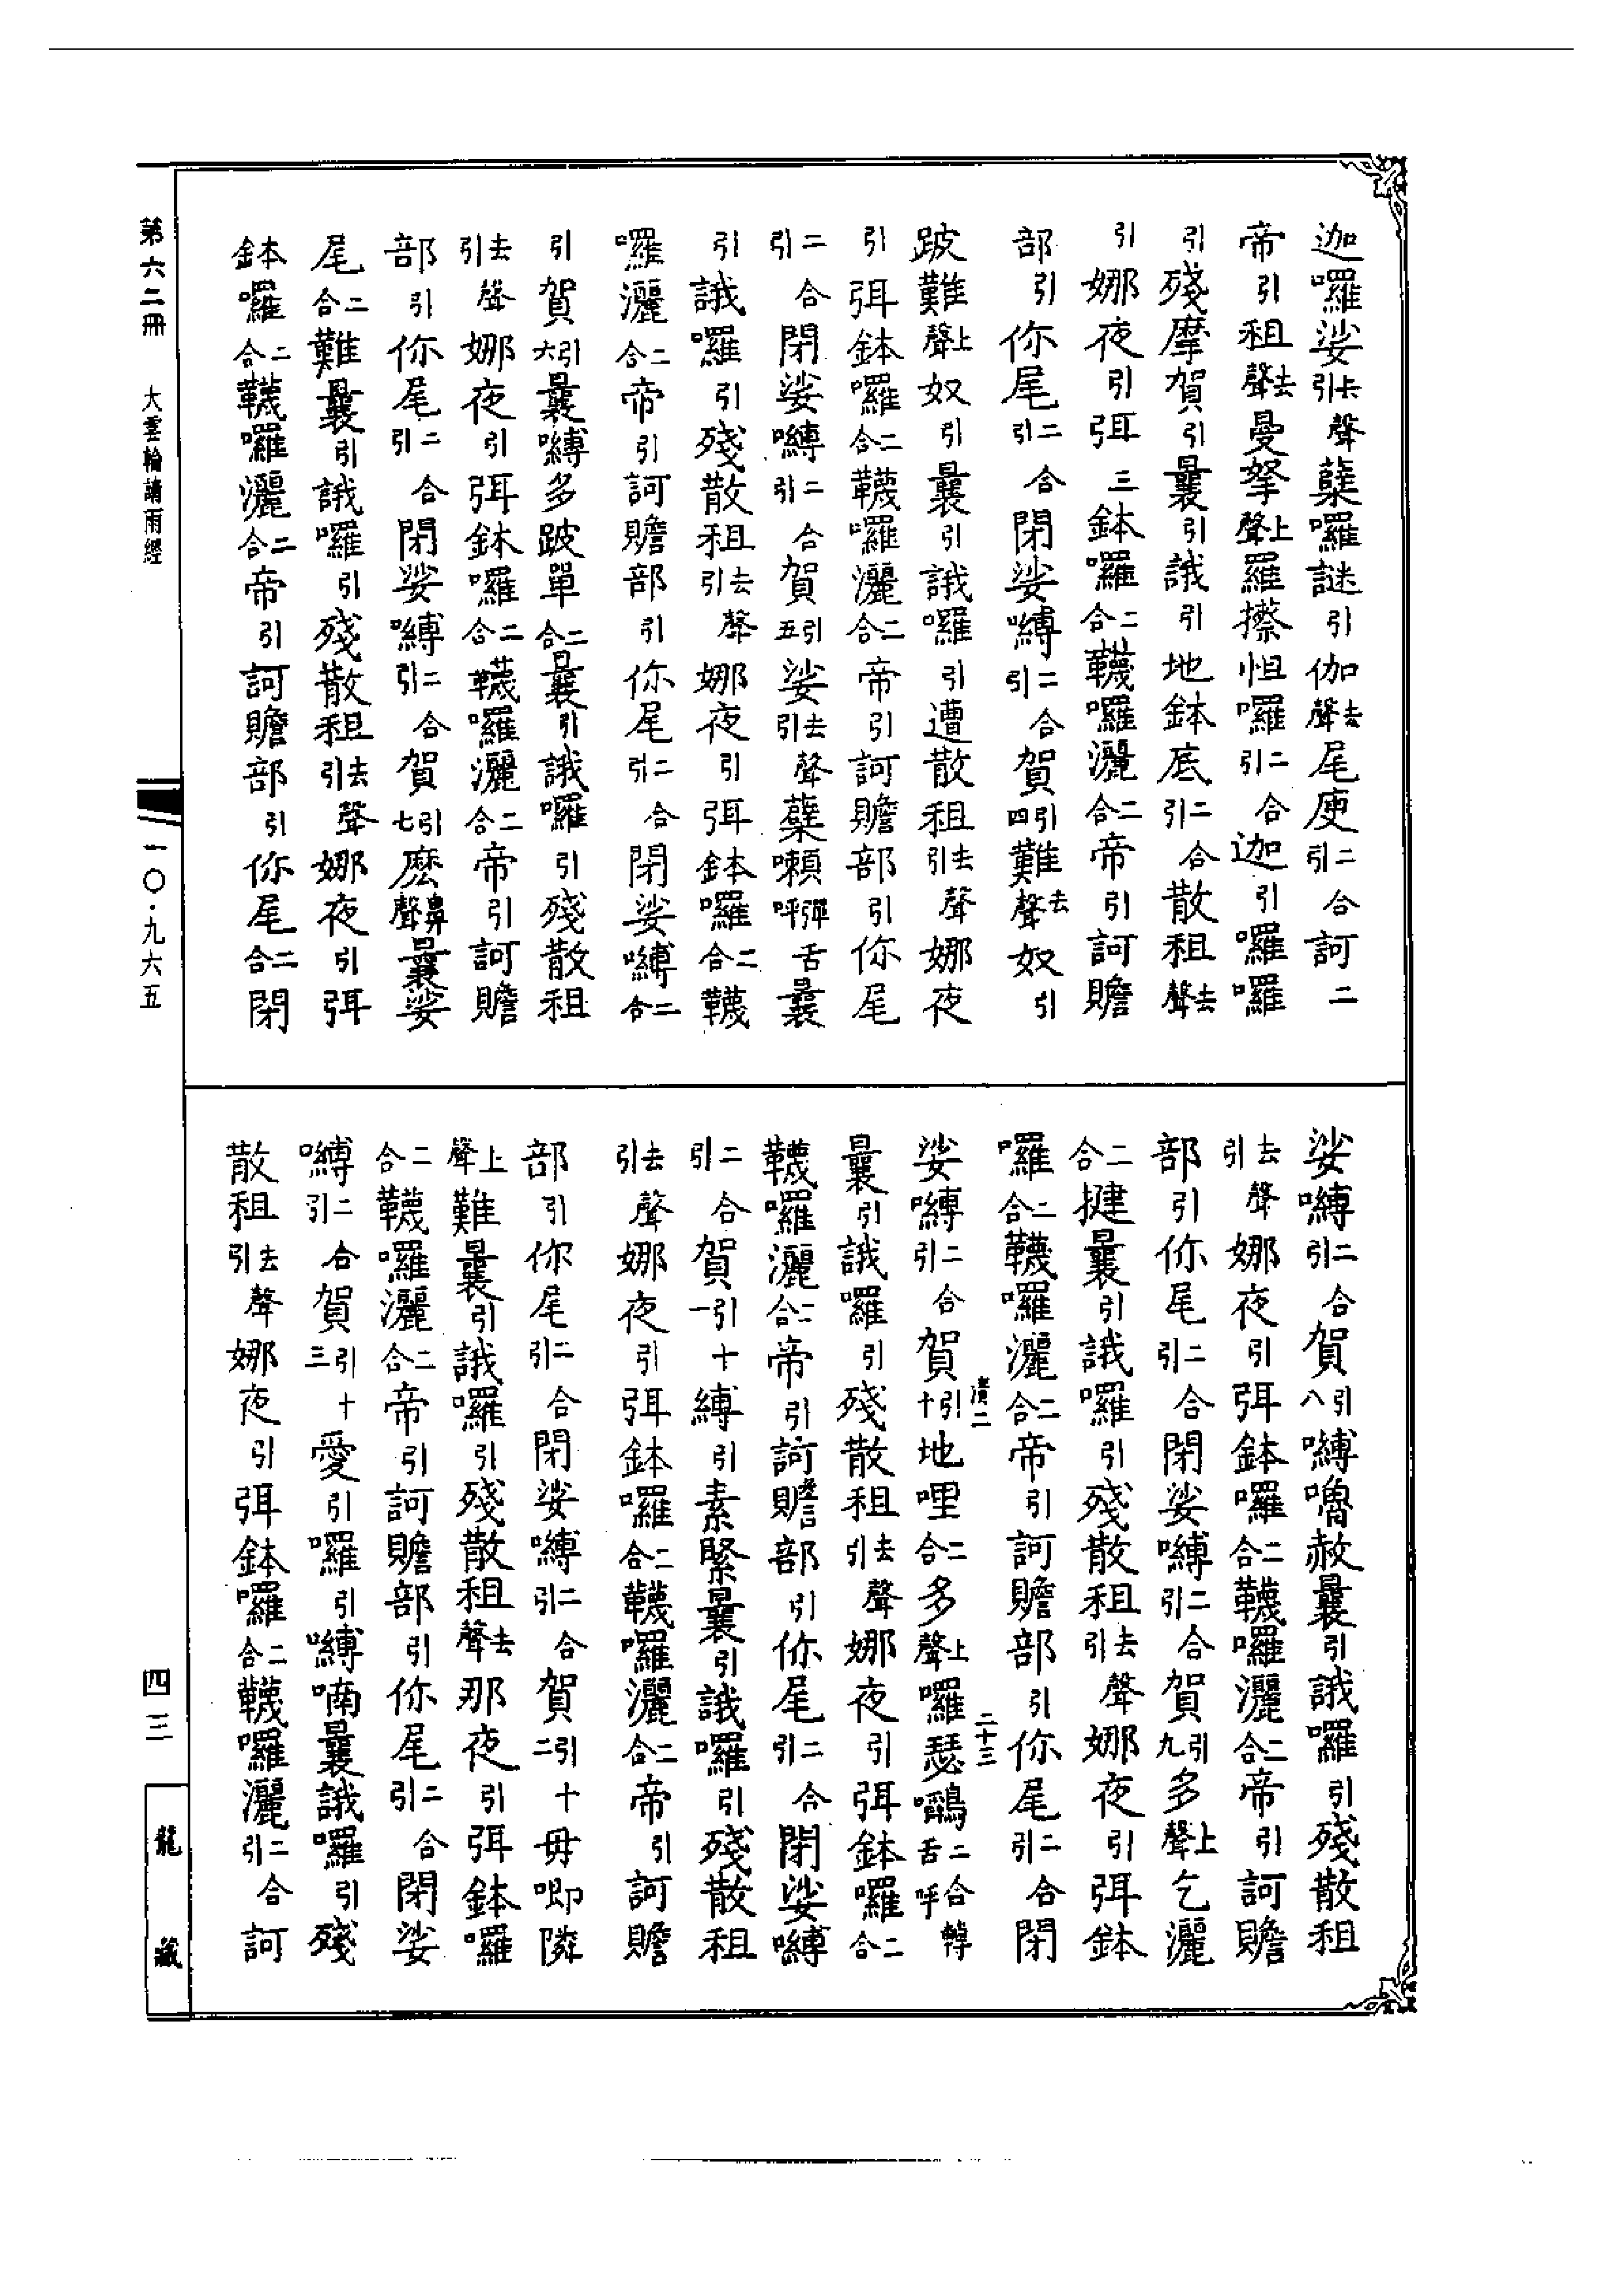 迦囉娑去聲引蘖囉謎引伽去聲尾庾二合引訶二
帝引租去聲曼拏上聲羅擦怛囉二合引迦引囉囉
引殘摩賀引曩引誐引地鉢底二合引散租去聲
引娜夜引弭三鉢囉二合韈囉灑二合帝引訶贍
部引你尾二合引閉娑嚩二合引賀引四難去聲奴引
跛難上聲奴引曩引誐囉引遭散租去聲引娜夜
引弭鉢囉二合韈囉灑二合帝引訶贍部引你尾
二合引閉娑嚩二合引賀引五娑去聲引蘖囉彈舌呼曩
引誐囉引殘散租去聲引娜夜引弭鉢囉二合韈
囉灑二合帝引訶贍部引你尾二合引閉娑嚩二合
引賀引六曩嚩多跛單二合曩引誐囉引殘散租
去聲引娜夜引弭鉢囉二合韈囉灑二合帝引訶贍
部引你尾二合引閉娑嚩二合引賀引七麽鼻聲曩娑
尾二合難曩引誐囉引殘散租去聲引娜夜引弭
鉢囉二合韈囉灑二合帝引訶贍部引你尾二合閉
娑嚩二合引賀引八嚩嚕赦曩引誐囉引殘散租
去聲引娜夜引弭鉢囉二合韈囉灑二合帝引訶贍
部引你尾二合引閉娑嚩二合引賀引九多上聲乞灑
二合揵曩引誐囉引殘散租去聲引娜夜引弭鉢
囉二合韈囉灑二合帝引訶贍部引你尾二合引閉
清二 二十三
娑嚩二合引賀引十地哩二合多上聲囉瑟鵽二合轉舌呼
曩引誐囉引殘散租去聲引娜夜引弭鉢囉二合
韈囉灑二合帝引訶贍部引你尾二合引閉娑嚩
二合引賀引十一嚩引素緊曩引誐囉引殘散租
去聲引娜夜引弭鉢囉二合韈囉灑二合帝引訶贍
部引你尾二合引閉娑嚩二合引賀引十二毋唧隣
上聲難曩引誐囉引殘散租去聲那夜引弭鉢囉
二合韈囉灑二合帝引訶贍部引你尾二合引閉娑
嚩二合引賀引十三愛引囉引嚩喃曩誐囉引殘
散租去聲引娜夜引弭鉢囉二合韈囉灑二合引訶
第六二冊 大雲輪請雨經
一〇·九六五
四三
龍藏